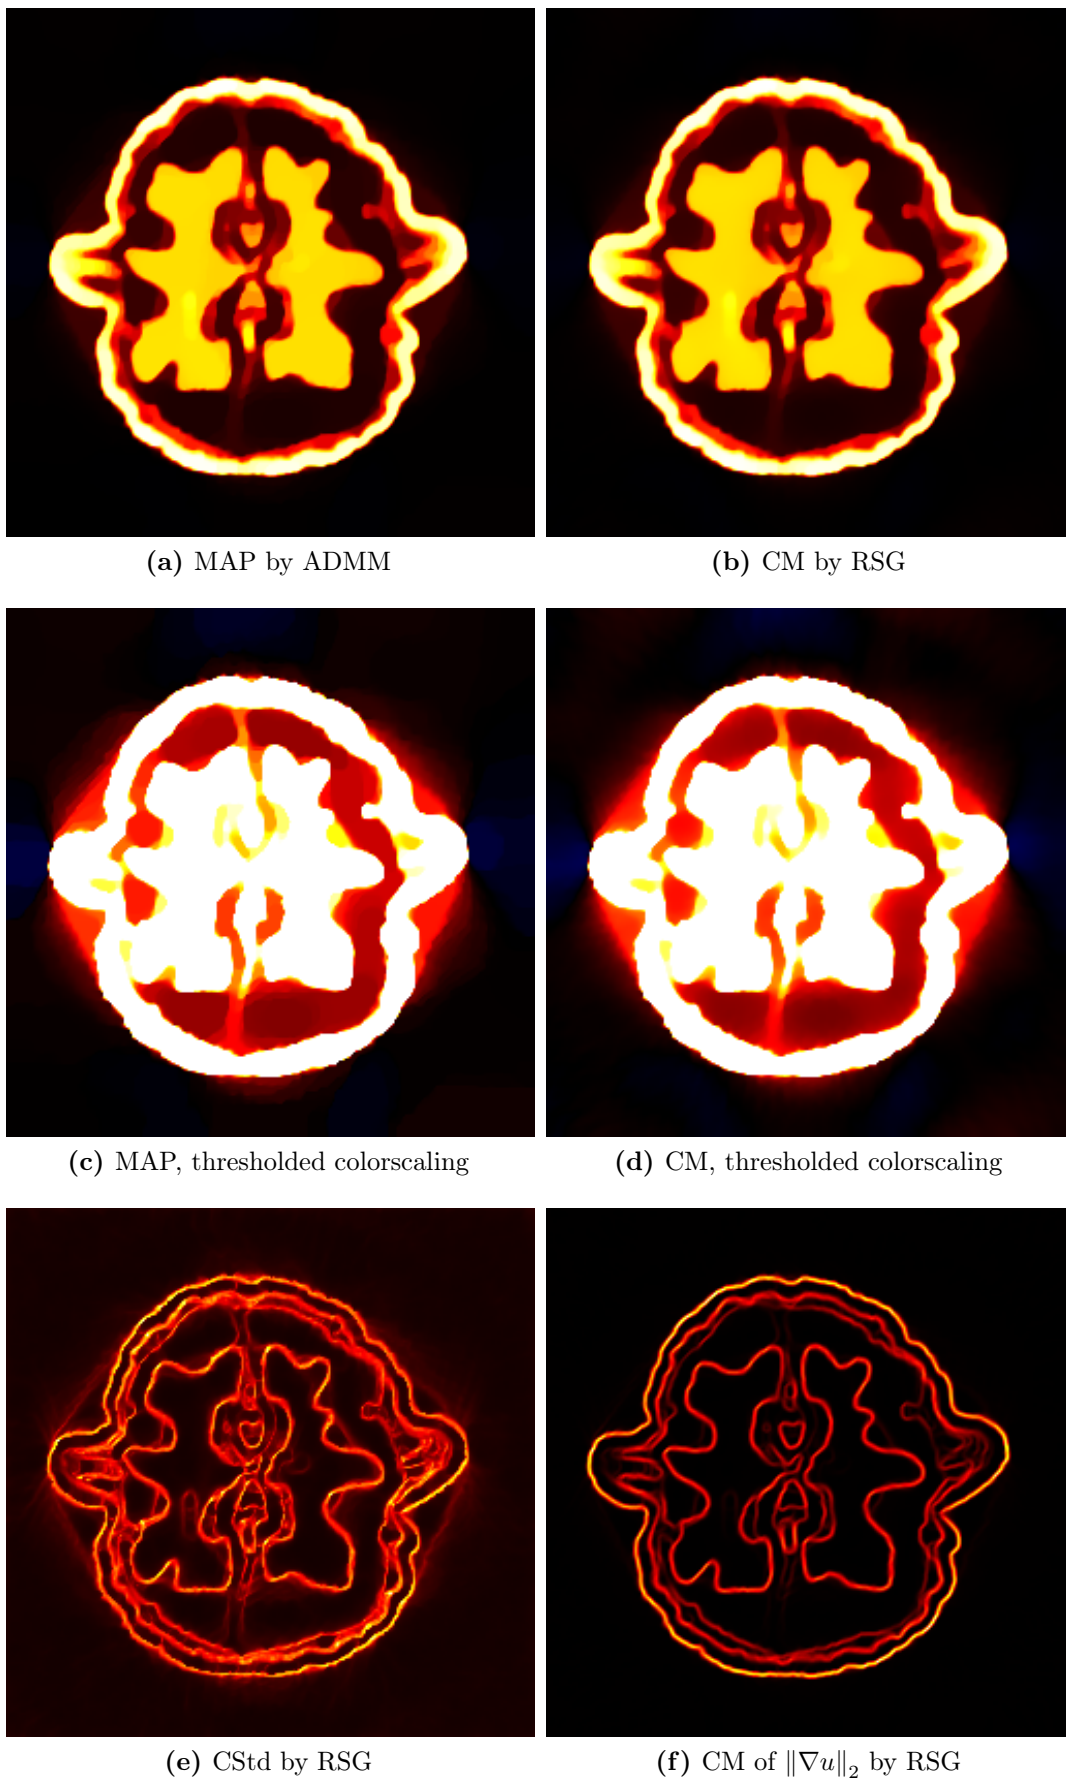 (a) MAP by ADMM
(b) CM by RSG
(c) MAP, thresholded colorscaling
(d) CM, thresholded colorscaling
(e) CStd by RSG
(f) CM of ‖∇u‖₂ by RSG